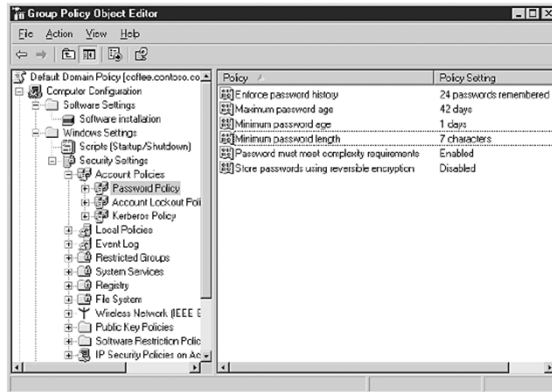 Group Policy Object Editor
File Action View Help
Default Domain Policy [coffee.contoso.co
Computer Configuration
Software Settings
Software installation
Windows Settings
Scripts (Startup/Shutdown)
Security Settings
Account Policies
Password Policy
Account Lockout Poli
Kerberos Policy
Local Policies
Event Log
Restricted Groups
System Services
Registry
File System
Wireless Network (IEEE 8
Public Key Policies
Software Restriction Polic
IP Security Policies on Ac
Policy Policy Setting
Enforce password history 24 passwords remembered
Maximum password age 42 days
Minimum password age 1 days
Minimum password length 7 characters
Password must meet complexity requirements Enabled
Store passwords using reversible encryption Disabled